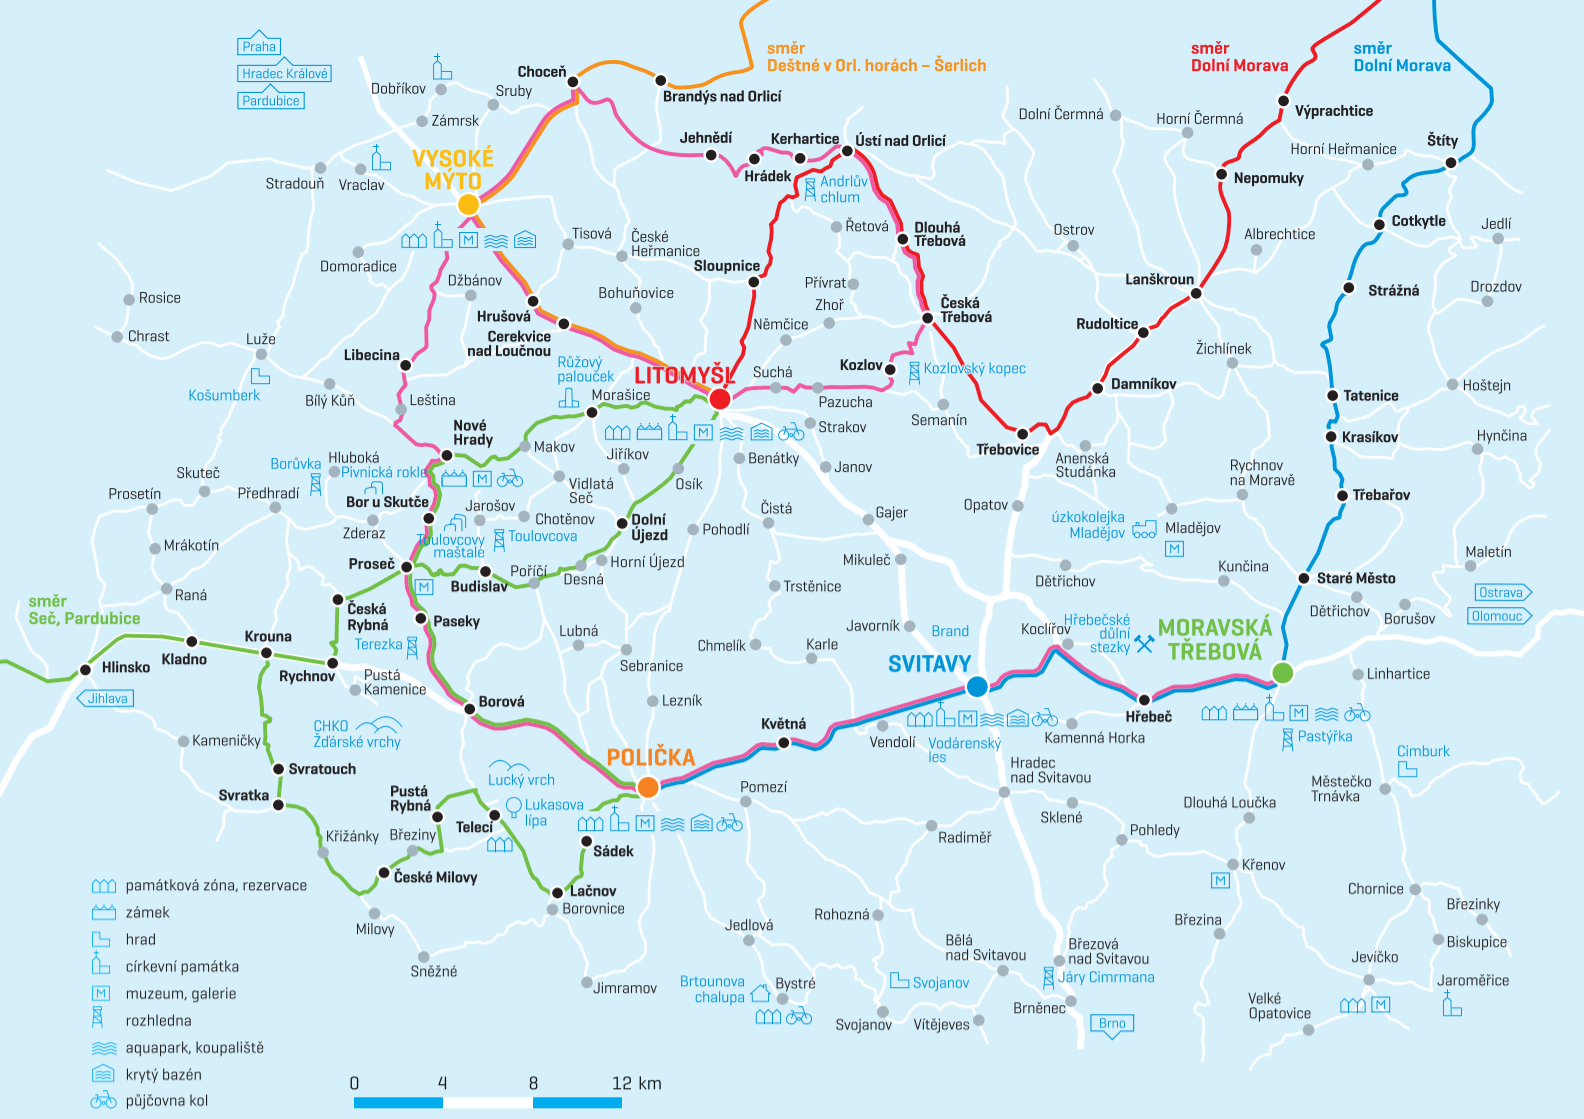 Praha
Hradec Králové
Pardubice
směr
Deštné v Orl. horách – Šerlich
směr
Dolní Morava
směr
Dolní Morava
Choceň
Brandýs nad Orlicí
Dobříkov
Sruby
Zámrsk
Výprachtice
Dolní Čermná
Horní Čermná
Štíty
Jehnědí
Kerhartice
Ústí nad Orlicí
Horní Heřmanice
VYSOKÉ
MÝTO
Hrádek
Nepomuky
Stradouň
Vraclav
Andrlův
chlum
Řetová
Dlouhá
Třebová
Cotkytle
Jedlí
Tisová
České
Heřmanice
Ostrov
Albrechtice
Domoradice
Sloupnice
Džbánov
Přívrat
Lanškroun
Strážná
Drozdov
Rosice
Bohuňovice
Zhoř
Česká
Třebová
Hrušová
Němčice
Rudoltice
Chrast
Luže
Cerekvice
nad Loučnou
Libecina
Žichlínek
Růžový
palouček
LITOMYŠL
Suchá
Kozlov
Kozlovský kopec
Damníkov
Hoštejn
Košumberk
Bílý Kůň
Leština
Morašice
Pazucha
Tatenice
Semanín
Strakov
Nové
Hrady
Makov
Třebovice
Krasíkov
Hynčina
Hluboká
Borůvka
Pivnická rokle
Jiříkov
Benátky
Janov
Anenská
Studánka
Rychnov
na Moravě
Skuteč
Předhradí
Vidlatá
Seč
Osík
Prosetín
Bor u Skutče
Jarošov
Chotěnov
Třebařov
Čistá
Gajer
Opatov
Zderaz
Toulovcovy
maštale
Toulovcova
Dolní
Újezd
Pohodlí
úzkokolejka
Mladějov
Mladějov
Mrákotín
Proseč
Poříčí
Horní Újezd
Desná
Budislav
Mikuleč
Maletín
Dětřichov
Kunčina
Staré Město
Raná
Trstěnice
Ostrava
Olomouc
Dětřichov
Borušov
směr
Seč, Pardubice
Česká
Rybná
Paseky
Javorník
Brand
Koclířov
Hřebečské
důlní
stezky
MORAVSKÁ
TŘEBOVÁ
Krouna
Kladno
Terezka
Lubná
Chmelík
Karle
Hlinsko
Rychnov
Pustá
Kamenice
Sebranice
SVITAVY
Linhartice
Jihlava
Borová
Lezník
Hřebeč
CHKO
Žďárské vrchy
Květná
Vendolí
Vodárenský
les
Kamenná Horka
Pastýřka
Cimburk
Kameničky
Svratouch
POLIČKA
Hradec
nad Svitavou
Městečko
Trnávka
Svratka
Pustá
Rybná
Lucký vrch
Pomezí
Lukasova
lípa
Telecí
Sklené
Dlouhá Loučka
Křižánky
Březiny
Radiměř
Pohledy
Sádek
České Milovy
Křenov
Lačnov
Borovnice
Chornice
Březinky
Milovy
Rohozná
Březina
Jedlová
Biskupice
Bělá
nad Svitavou
Březová
nad Svitavou
Jevíčko
Sněžné
Jimramov
Brtounova
chalupa
Bystré
Svojanov
Járy Cimrmana
Jaroměřice
Velké
Opatovice
Svojanov
Vítějeves
Brněnec
Brno
památková zóna, rezervace
zámek
hrad
církevní památka
muzeum, galerie
rozhledna
aquapark, koupaliště
krytý bazén
půjčovna kol
M
M
M
M
M
M
M
M
M
M
M
0 4 8 12 km